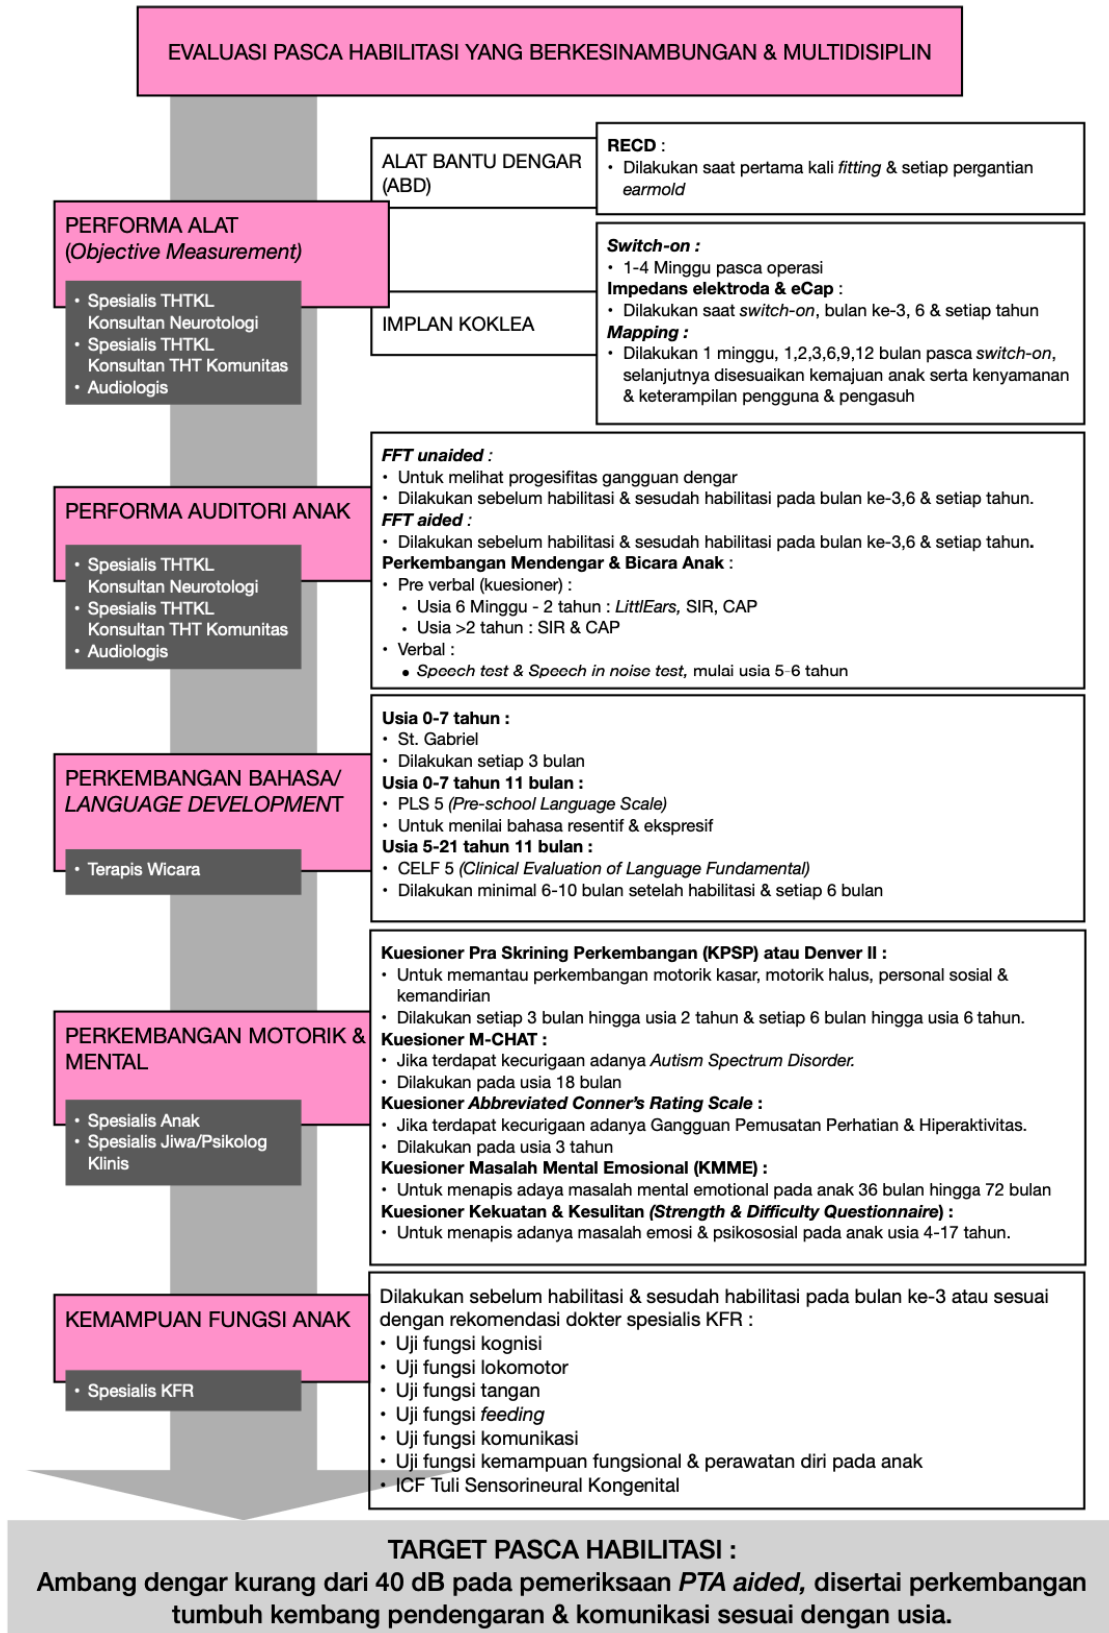 EVALUASI PASCA HABILITASI YANG BERKESINAMBUNGAN & MULTIDISIPLIN
PERFORMA ALAT
(Objective Measurement)
• Spesialis THTKL
Konsultan Neurotologi
• Spesialis THTKL
Konsultan THT Komunitas
• Audiologis
ALAT BANTU DENGAR
(ABD)
RECD :
• Dilakukan saat pertama kali fitting & setiap pergantian
earmold
IMPLAN KOKLEA
Switch-on :
• 1-4 Minggu pasca operasi
Impedans elektroda & eCap :
• Dilakukan saat switch-on, bulan ke-3, 6 & setiap tahun
Mapping :
• Dilakukan 1 minggu, 1,2,3,6,9,12 bulan pasca switch-on,
selanjutnya disesuaikan kemajuan anak serta kenyamanan
& keterampilan pengguna & pengasuh
PERFORMA AUDITORI ANAK
• Spesialis THTKL
Konsultan Neurotologi
• Spesialis THTKL
Konsultan THT Komunitas
• Audiologis
FFT unaided :
• Untuk melihat progesifitas gangguan dengar
• Dilakukan sebelum habilitasi & sesudah habilitasi pada bulan ke-3,6 & setiap tahun.
FFT aided :
• Dilakukan sebelum habilitasi & sesudah habilitasi pada bulan ke-3,6 & setiap tahun.
Perkembangan Mendengar & Bicara Anak :
• Pre verbal (kuesioner) :
• Usia 6 Minggu - 2 tahun : LittlEars, SIR, CAP
• Usia >2 tahun : SIR & CAP
• Verbal :
• Speech test & Speech in noise test, mulai usia 5-6 tahun
PERKEMBANGAN BAHASA/
LANGUAGE DEVELOPMENT
• Terapis Wicara
Usia 0-7 tahun :
• St. Gabriel
• Dilakukan setiap 3 bulan
Usia 0-7 tahun 11 bulan :
• PLS 5 (Pre-school Language Scale)
• Untuk menilai bahasa resentif & ekspresif
Usia 5-21 tahun 11 bulan :
• CELF 5 (Clinical Evaluation of Language Fundamental)
• Dilakukan minimal 6-10 bulan setelah habilitasi & setiap 6 bulan
PERKEMBANGAN MOTORIK &
MENTAL
• Spesialis Anak
• Spesialis Jiwa/Psikolog
Klinis
Kuesioner Pra Skrining Perkembangan (KPSP) atau Denver II :
• Untuk memantau perkembangan motorik kasar, motorik halus, personal sosial &
kemandirian
• Dilakukan setiap 3 bulan hingga usia 2 tahun & setiap 6 bulan hingga usia 6 tahun.
Kuesioner M-CHAT :
• Jika terdapat kecurigaan adanya Autism Spectrum Disorder.
• Dilakukan pada usia 18 bulan
Kuesioner Abbreviated Conner's Rating Scale :
• Jika terdapat kecurigaan adanya Gangguan Pemusatan Perhatian & Hiperaktivitas.
• Dilakukan pada usia 3 tahun
Kuesioner Masalah Mental Emosional (KMME) :
• Untuk menapis adaya masalah mental emotional pada anak 36 bulan hingga 72 bulan
Kuesioner Kekuatan & Kesulitan (Strength & Difficulty Questionnaire) :
• Untuk menapis adanya masalah emosi & psikososial pada anak usia 4-17 tahun.
KEMAMPUAN FUNGSI ANAK
• Spesialis KFR
Dilakukan sebelum habilitasi & sesudah habilitasi pada bulan ke-3 atau sesuai
dengan rekomendasi dokter spesialis KFR :
• Uji fungsi kognisi
• Uji fungsi lokomotor
• Uji fungsi tangan
• Uji fungsi feeding
• Uji fungsi komunikasi
• Uji fungsi kemampuan fungsional & perawatan diri pada anak
• ICF Tuli Sensorineural Kongenital
TARGET PASCA HABILITASI :
Ambang dengar kurang dari 40 dB pada pemeriksaan PTA aided, disertai perkembangan
tumbuh kembang pendengaran & komunikasi sesuai dengan usia.